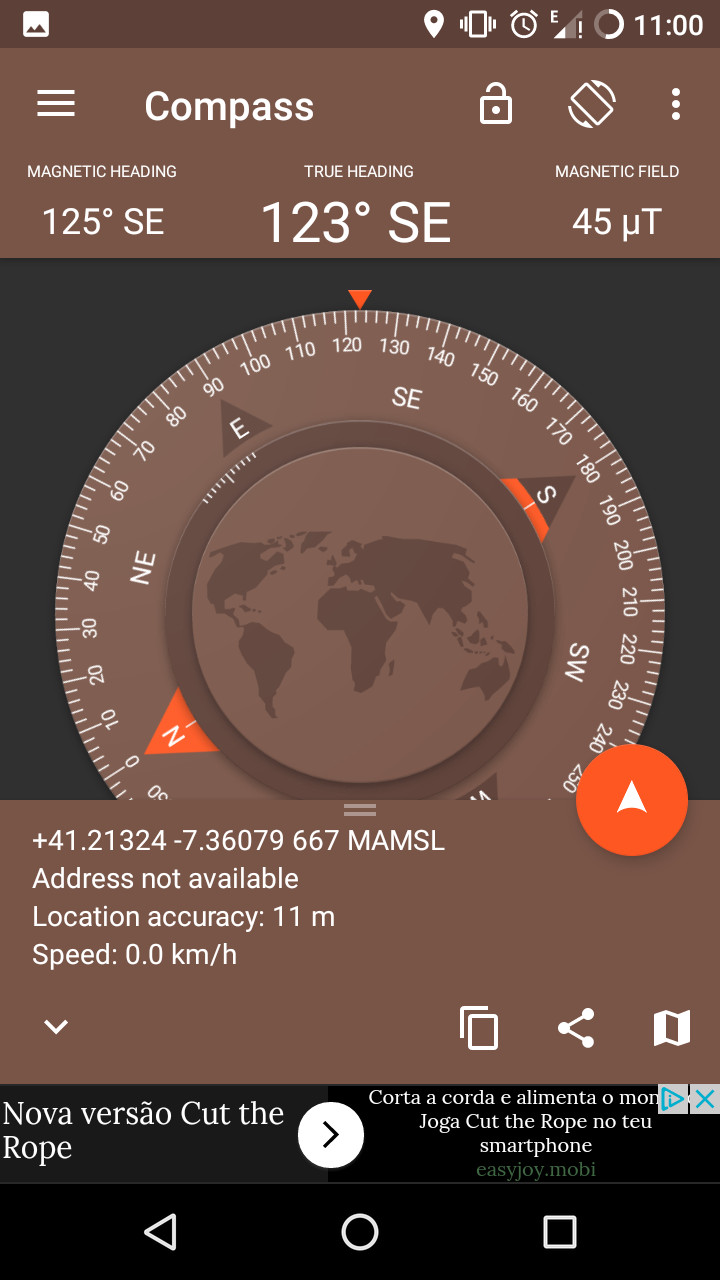 E ! 11:00
Compass
MAGNETIC HEADING TRUE HEADING MAGNETIC FIELD
125° SE 123° SE 45 µT
0 10 20 30 40 50 60 70 80 90 100 110 120 130 140 150 160 170 180 190 200 210 220 230 240 250
N NE E SE S SW W
+41.21324 -7.36079 667 MAMSL
Address not available
Location accuracy: 11 m
Speed: 0.0 km/h
Nova versão Cut the
Rope
Corta a corda e alimenta o
Joga Cut the Rope no teu
smartphone
easyjoy.mobi